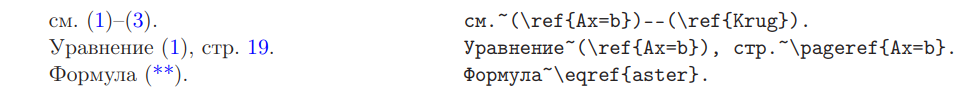 см. (1)–(3).
Уравнение (1), стр. 19.
Формула (**).
см.~(\ref{Ax=b})--(\ref{Krug}).
Уравнение~(\ref{Ax=b}), стр.~\pageref{Ax=b}.
Формула~\eqref{aster}.